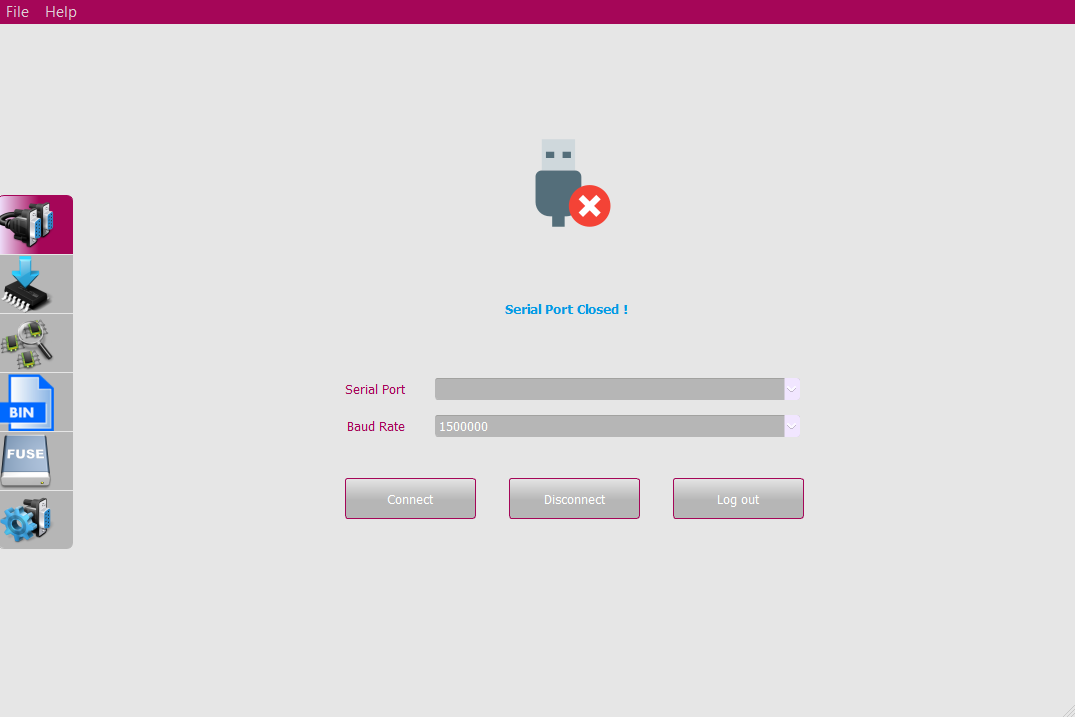 File Help
BIN
FUSE
Serial Port Closed !
Serial Port
Baud Rate 1500000
Connect Disconnect Log out